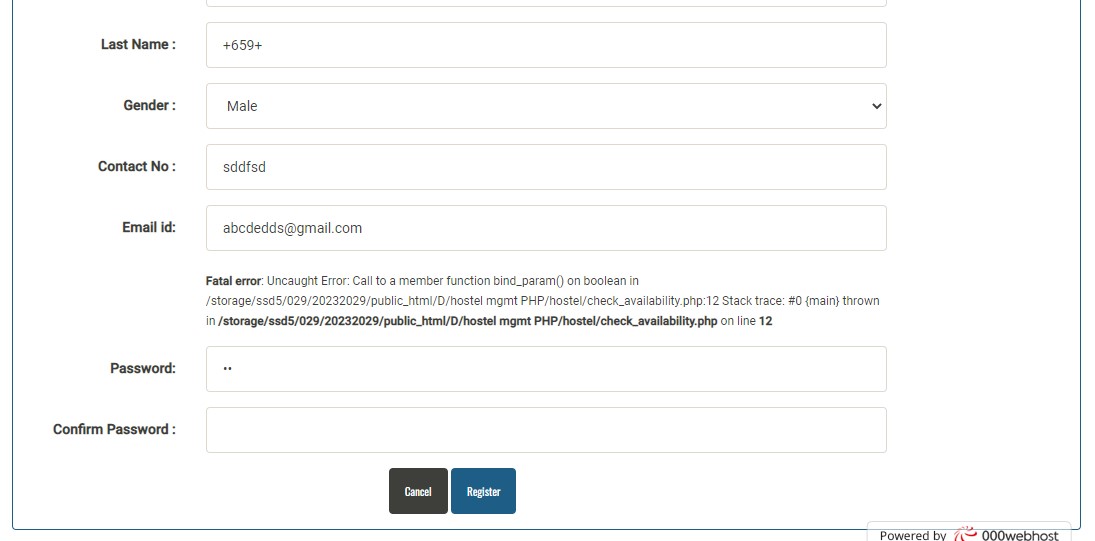 Last Name :
+659+
Gender :
Male
Contact No :
sddfsd
Email id:
abcdedds@gmail.com
Fatal error: Uncaught Error: Call to a member function bind_param() on boolean in
/storage/ssd5/029/20232029/public_html/D/hostel mgmt PHP/hostel/check_availability.php:12 Stack trace: #0 {main} thrown
in /storage/ssd5/029/20232029/public_html/D/hostel mgmt PHP/hostel/check_availability.php on line 12
Password:
••
Confirm Password :
Cancel
Register
Powered by 000webhost